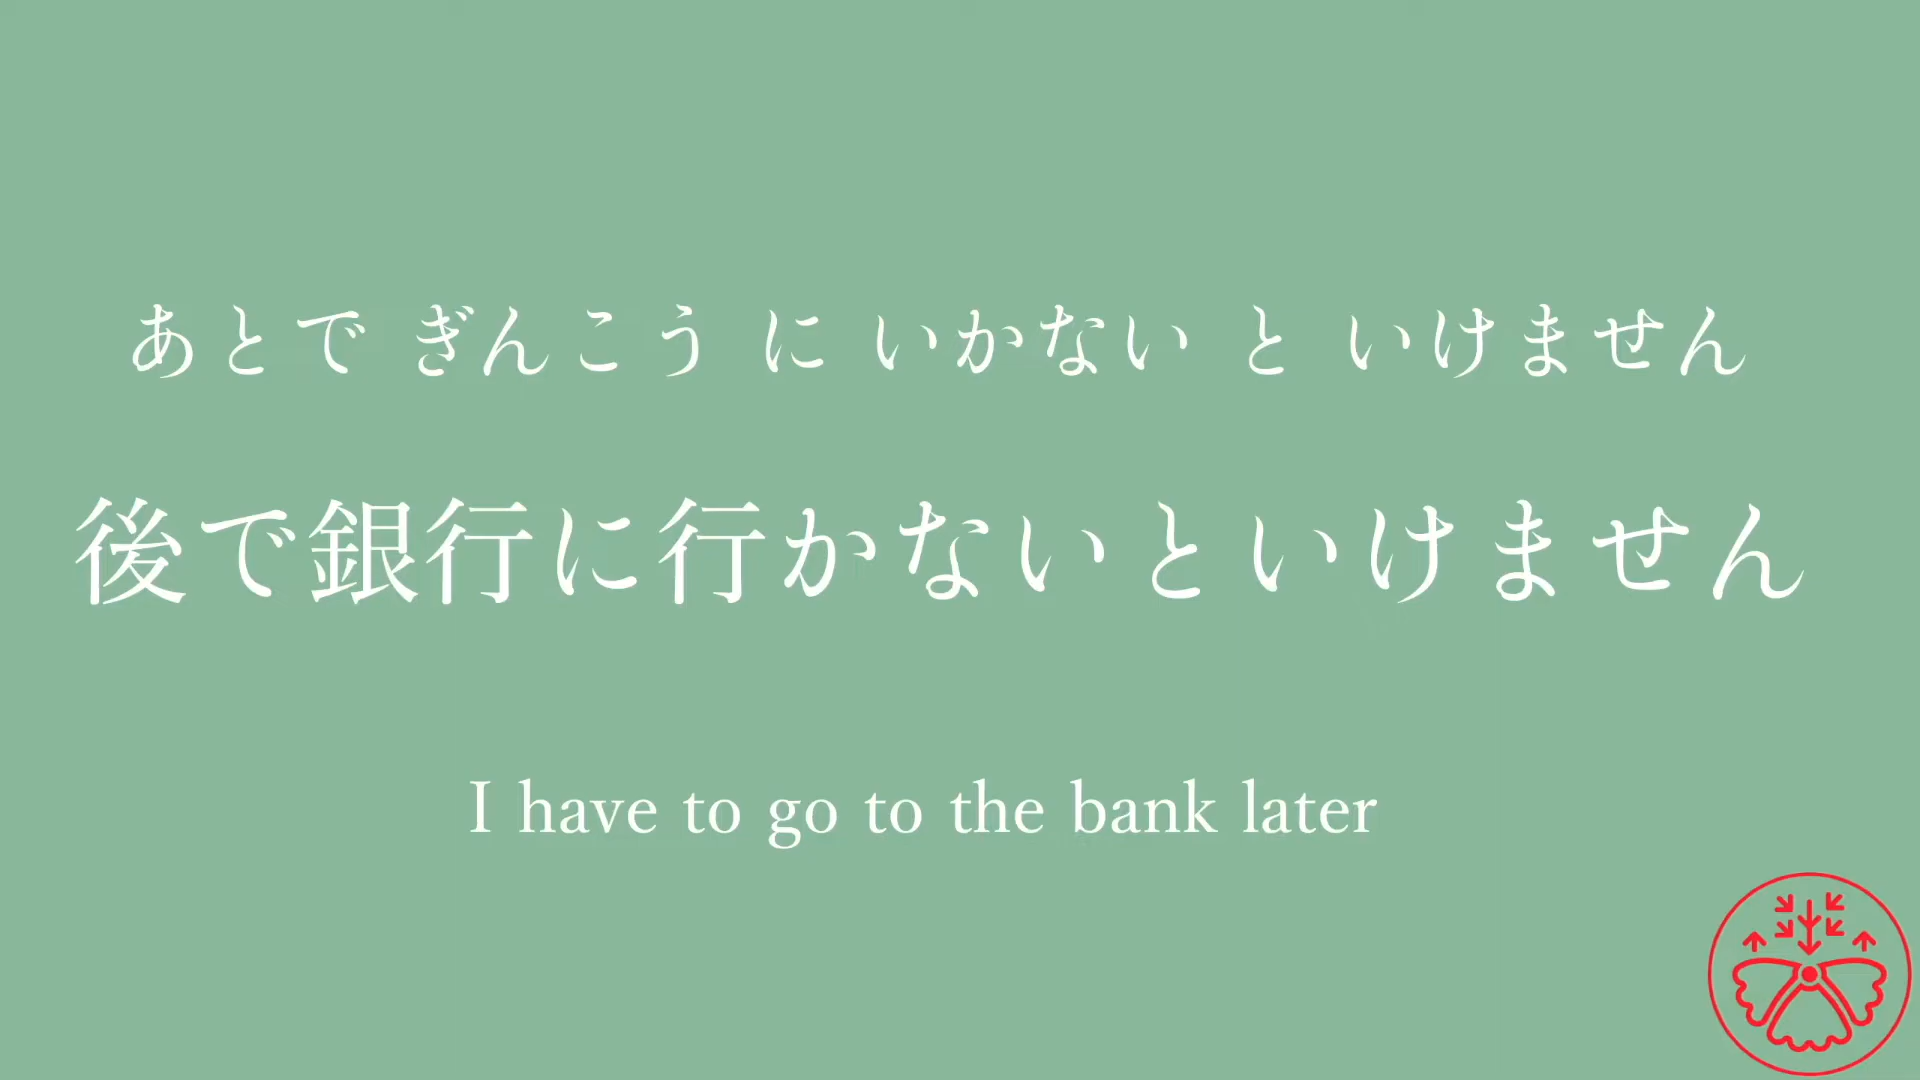 あとで ぎんこう に いかない と いけません
後で銀行に行かないといけません
I have to go to the bank later